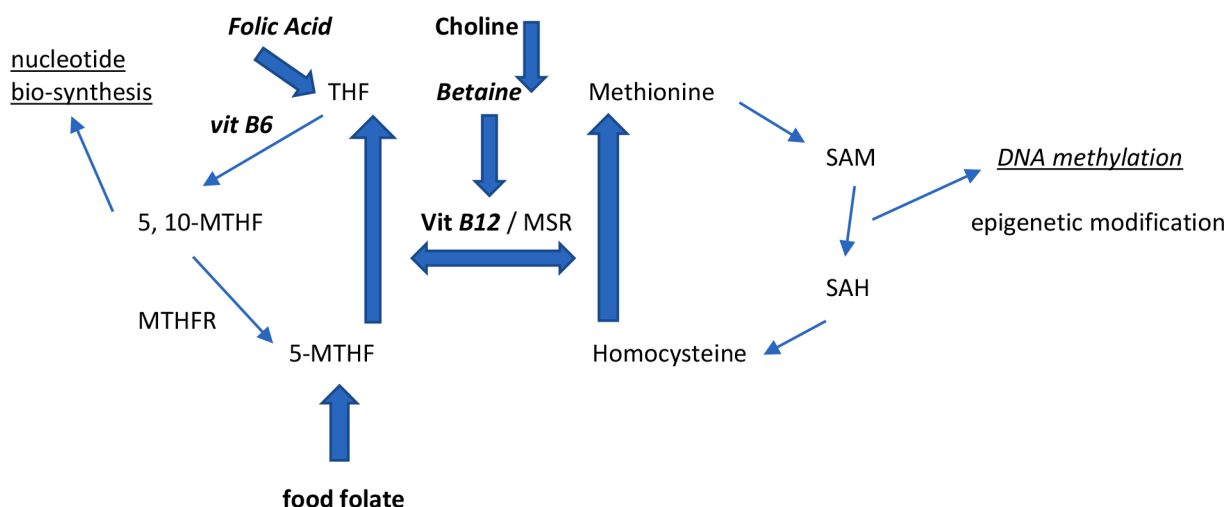 Folic Acid
Choline
nucleotide
bio-synthesis
THF
Betaine
Methionine
vit B6
SAM
DNA methylation
5, 10-MTHF
Vit B12 / MSR
epigenetic modification
SAH
MTHFR
5-MTHF
Homocysteine
food folate